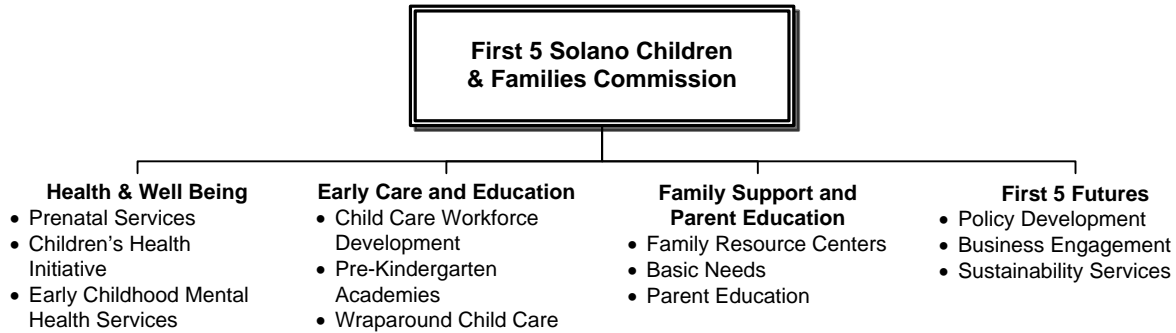 First 5 Solano Children
& Families Commission
Health & Well Being
• Prenatal Services
• Children's Health
Initiative
• Early Childhood Mental
Health Services
Early Care and Education
• Child Care Workforce
Development
• Pre-Kindergarten
Academies
• Wraparound Child Care
Family Support and
Parent Education
• Family Resource Centers
• Basic Needs
• Parent Education
First 5 Futures
• Policy Development
• Business Engagement
• Sustainability Services